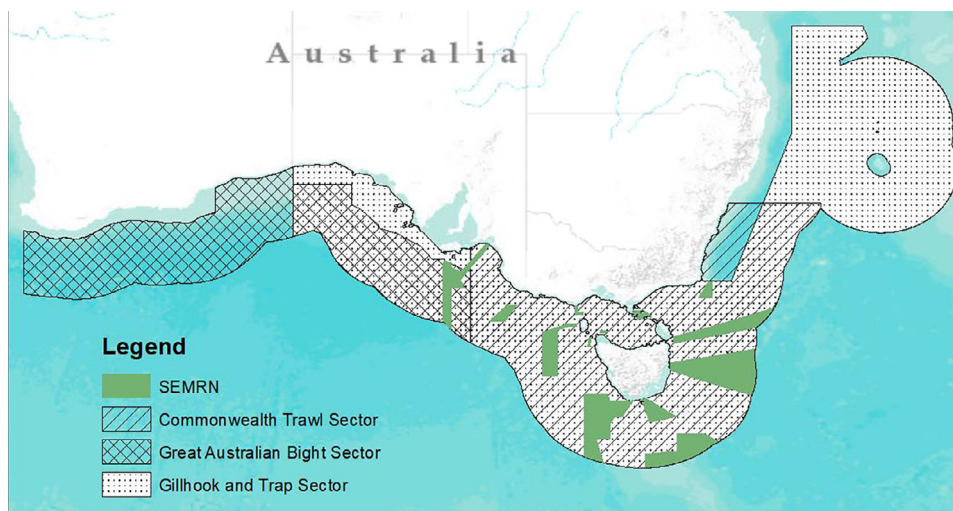 Australia
Legend
SEMRN
Commonwealth Trawl Sector
Great Australian Bight Sector
Gillhook and Trap Sector